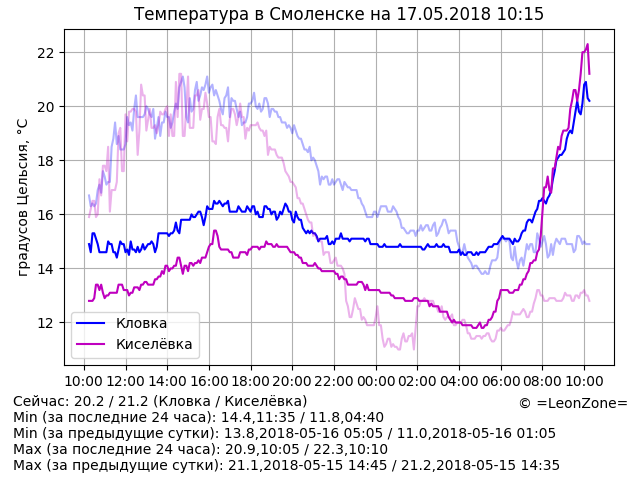 Температура в Смоленске на 17.05.2018 10:15
градусов Цельсия, °C
22
20
18
16
14
12
Кловка
Киселёвка
10:00 12:00 14:00 16:00 18:00 20:00 22:00 00:00 02:00 04:00 06:00 08:00 10:00
Сейчас: 20.2 / 21.2 (Кловка / Киселёвка)
© =LeonZone=
Min (за последние 24 часа): 14.4,11:35 / 11.8,04:40
Min (за предыдущие сутки): 13.8,2018-05-16 05:05 / 11.0,2018-05-16 01:05
Max (за последние 24 часа): 20.9,10:05 / 22.3,10:10
Max (за предыдущие сутки): 21.1,2018-05-15 14:45 / 21.2,2018-05-15 14:35